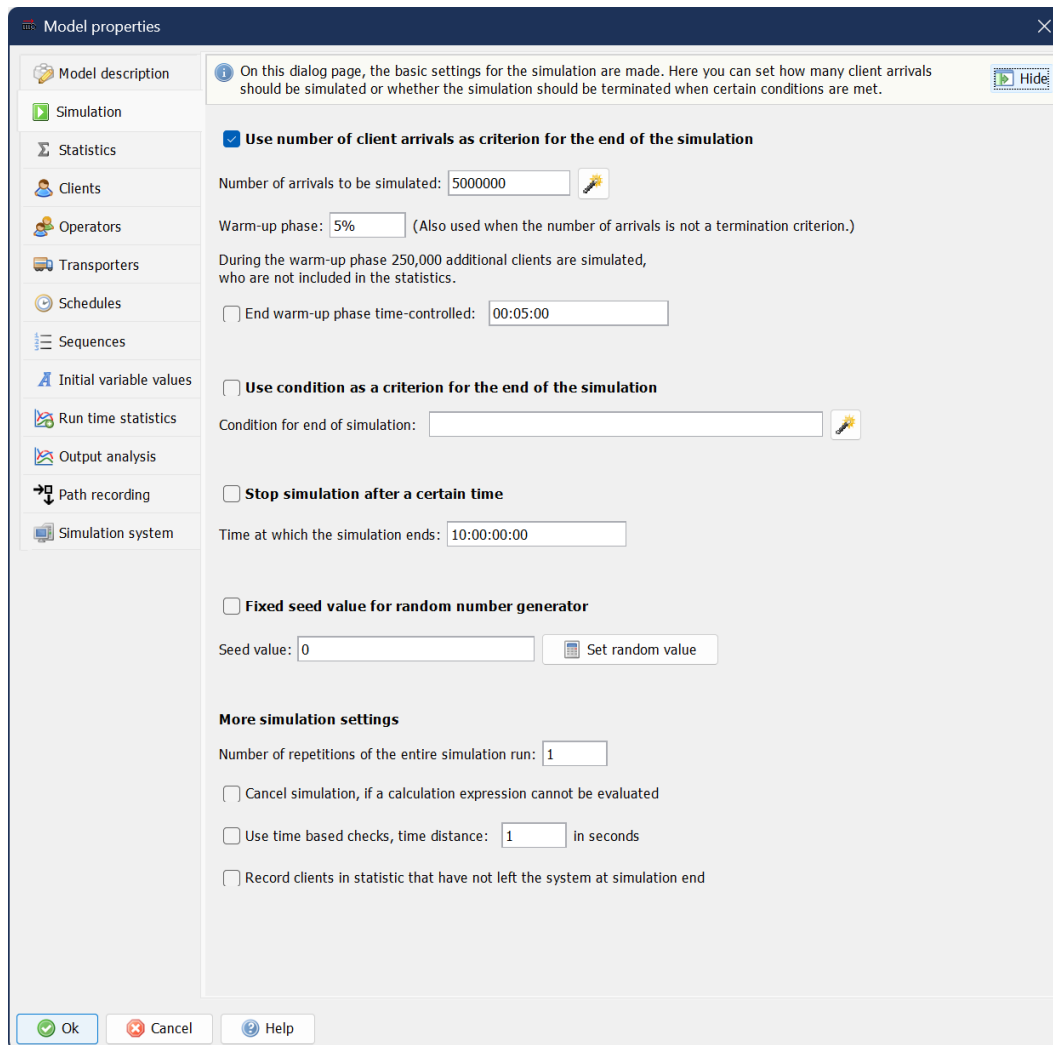 Model properties
Model description
Simulation
Statistics
Clients
Operators
Transporters
Schedules
Sequences
Initial variable values
Run time statistics
Output analysis
Path recording
Simulation system
On this dialog page, the basic settings for the simulation are made. Here you can set how many client arrivals
should be simulated or whether the simulation should be terminated when certain conditions are met.
Hide
Use number of client arrivals as criterion for the end of the simulation
Number of arrivals to be simulated: 5000000
Warm-up phase: 5% (Also used when the number of arrivals is not a termination criterion.)
During the warm-up phase 250,000 additional clients are simulated,
who are not included in the statistics.
End warm-up phase time-controlled: 00:05:00
Use condition as a criterion for the end of the simulation
Condition for end of simulation:
Stop simulation after a certain time
Time at which the simulation ends: 10:00:00:00
Fixed seed value for random number generator
Seed value: 0 Set random value
More simulation settings
Number of repetitions of the entire simulation run: 1
Cancel simulation, if a calculation expression cannot be evaluated
Use time based checks, time distance: 1 in seconds
Record clients in statistic that have not left the system at simulation end
Ok Cancel Help